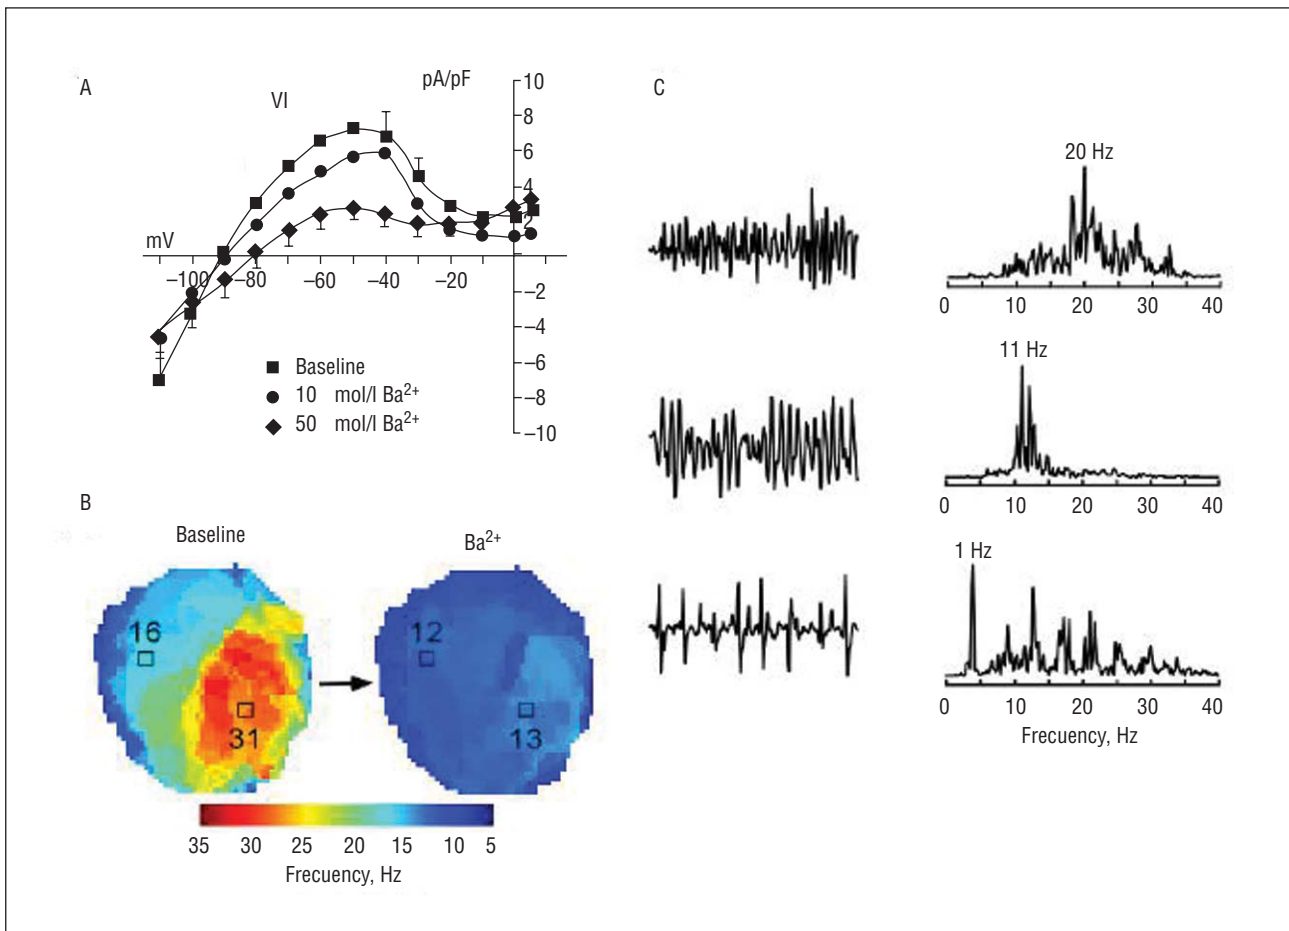 A
VI
pA/pF
10
8
6
4
2
mV
−100
−80
−60
−40
−20
−2
−4
−6
−8
−10
Baseline
10 mol/l Ba2+
50 mol/l Ba2+
B
Baseline
Ba2+
16
31
12
13
35 30 25 20 15 10 5
Frecuency, Hz
C
20 Hz
0 10 20 30 40
11 Hz
0 10 20 30 40
1 Hz
0 10 20 30 40
Frecuency, Hz